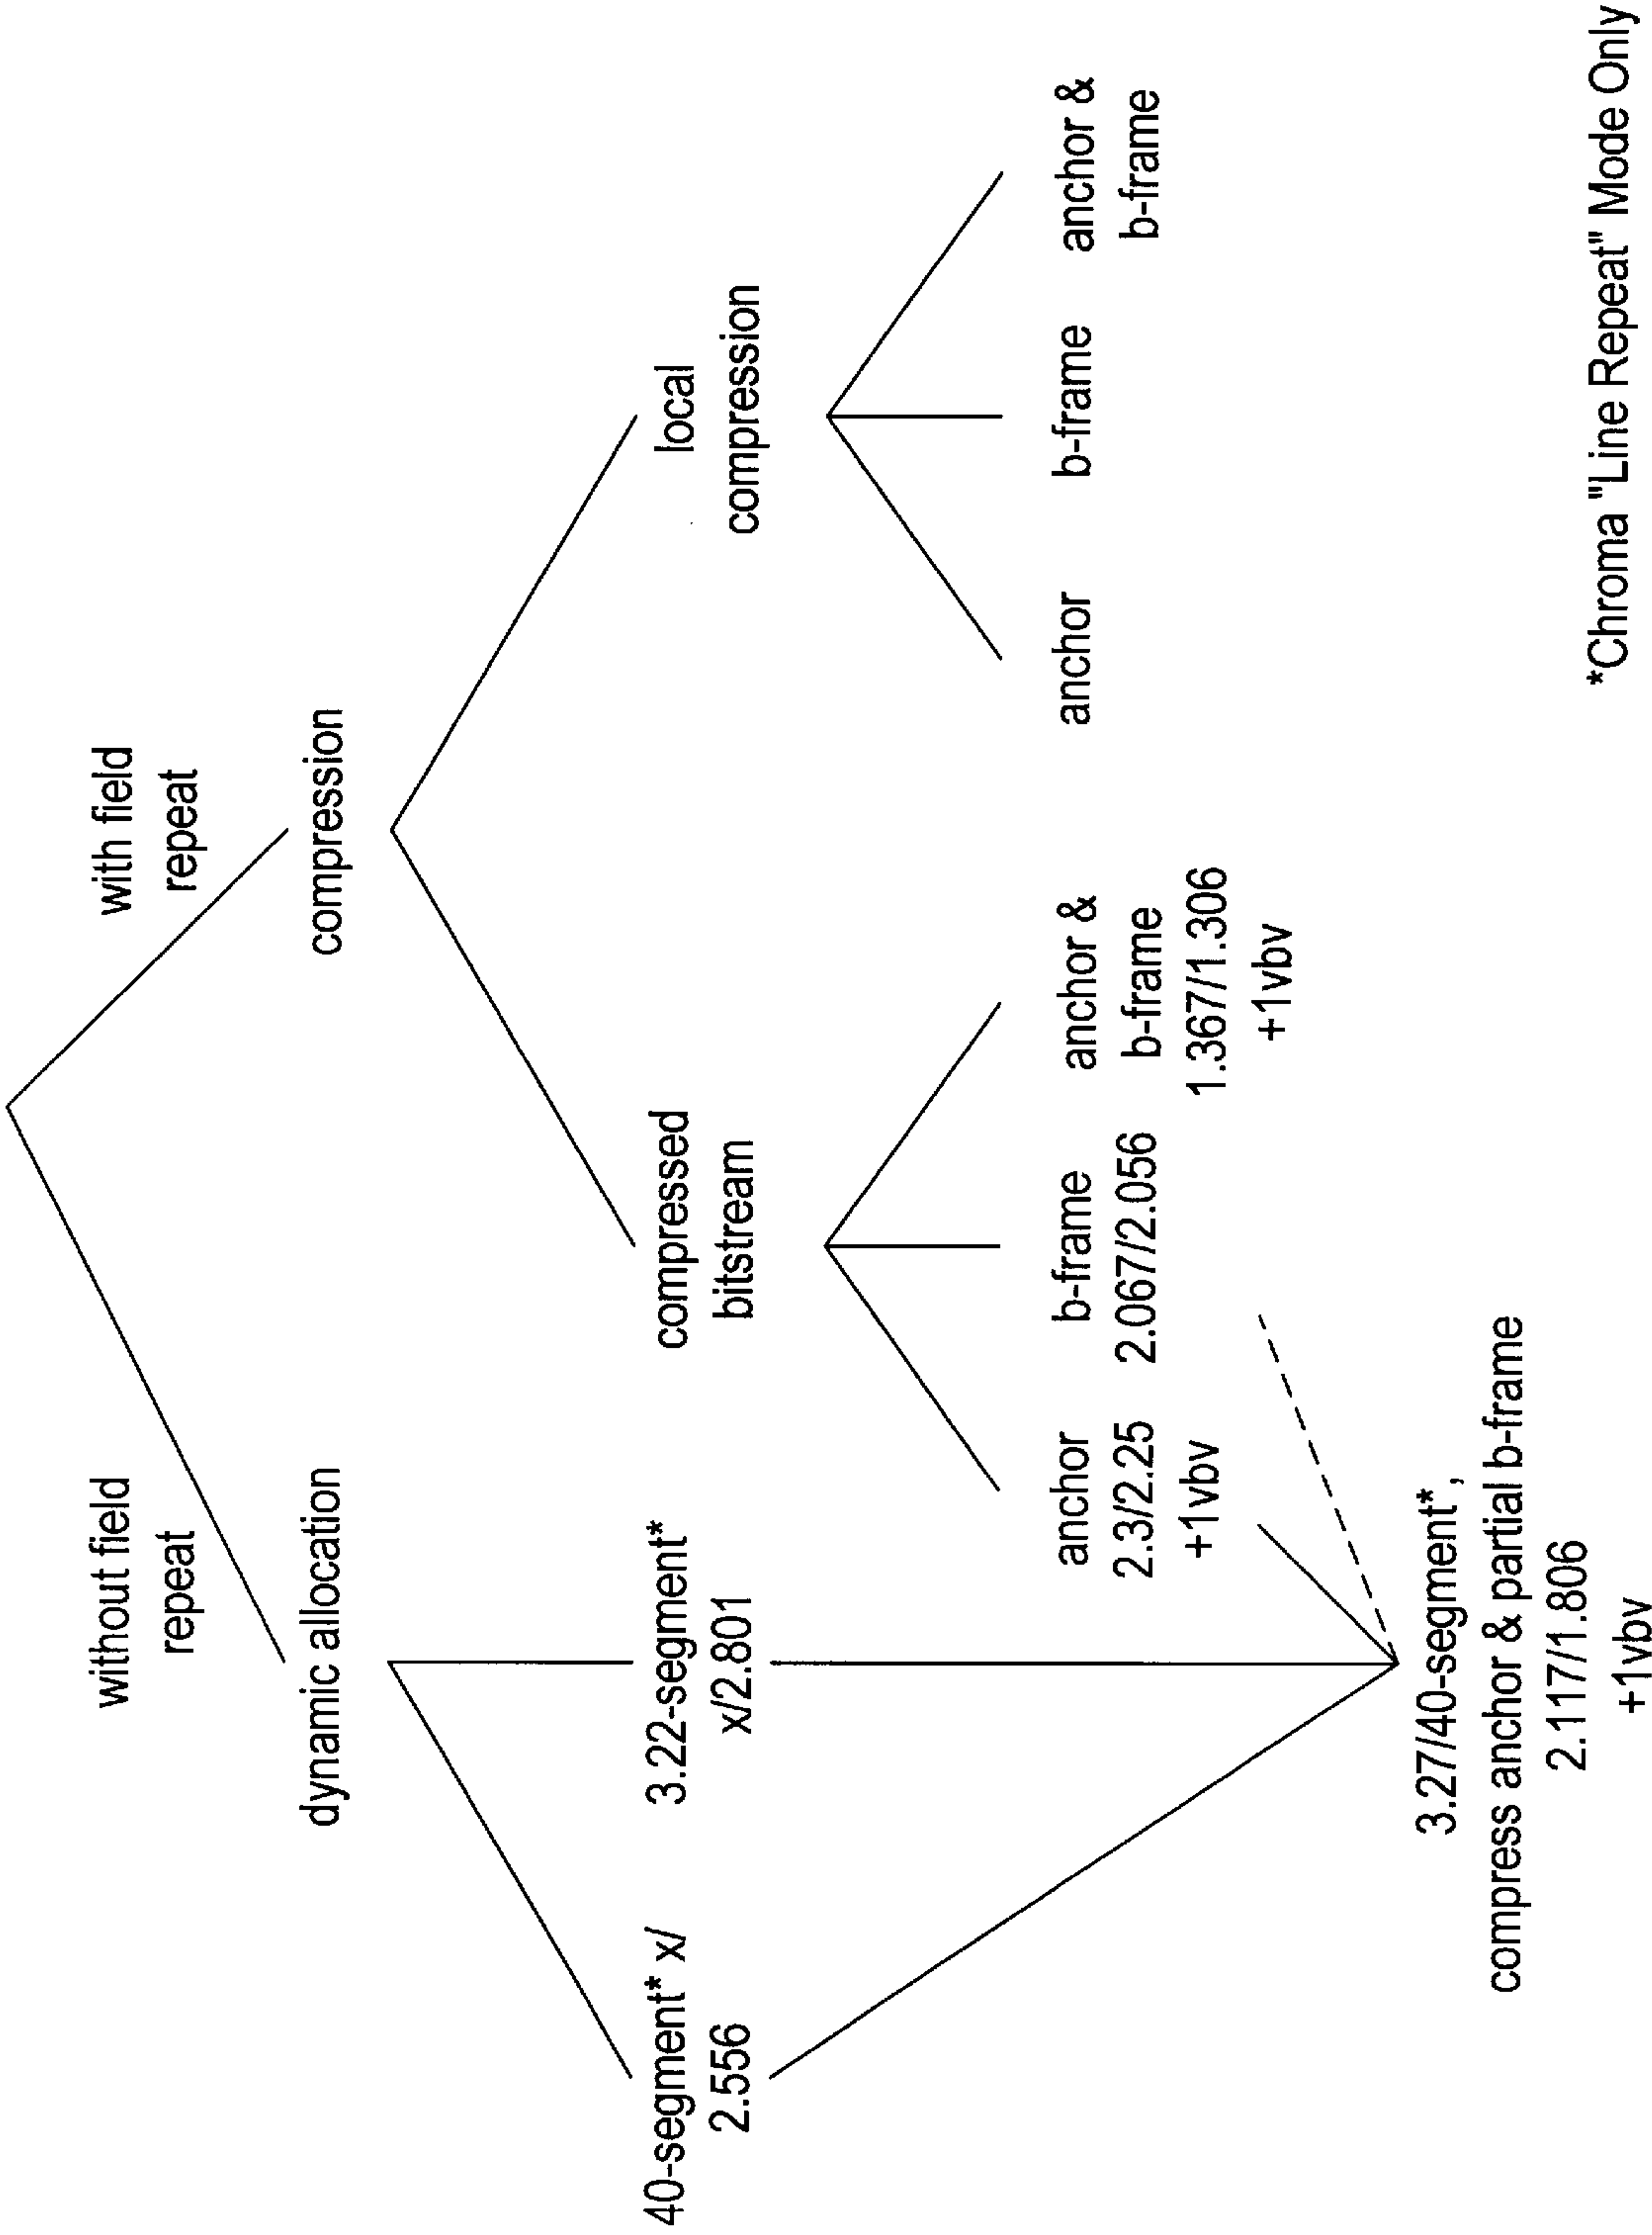 without field
repeat
with field
repeat
dynamic allocation
compression
40-segment* x/
2.556
3.22-segment*
x/2.801
compressed
bitstream
local
compression
anchor
2.3/2.25
+1vbv
b-frame
2.067/2.056
anchor &
b-frame
1.367/1.306
+1vbv
anchor
b-frame
anchor &
b-frame
3.27/40-segment*,
compress anchor & partial b-frame
2.117/1.806
+1vbv
*Chroma "Line Repeat" Mode Only